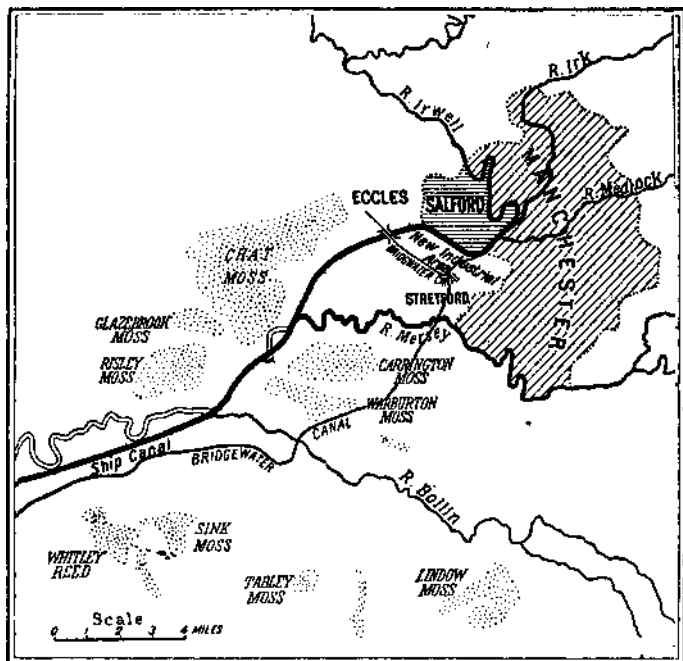 R. Irk
R. Irwell
MANCHESTER
R. Medlock
ECCLES
SALFORD
New Industrial
Area
BRIDGEWATER CAN.
CHAT
MOSS
STRETFORD
GLAZEBROOK
MOSS
R. Mersey
RISLEY
MOSS
CARRINGTON
MOSS
WARBURTON
MOSS
Ship Canal
BRIDGEWATER
CANAL
R. Bollin
SINK
MOSS
WHITLEY
REED
TABLEY
MOSS
LINDOW
MOSS
Scale
0 1 2 3 4 MILES